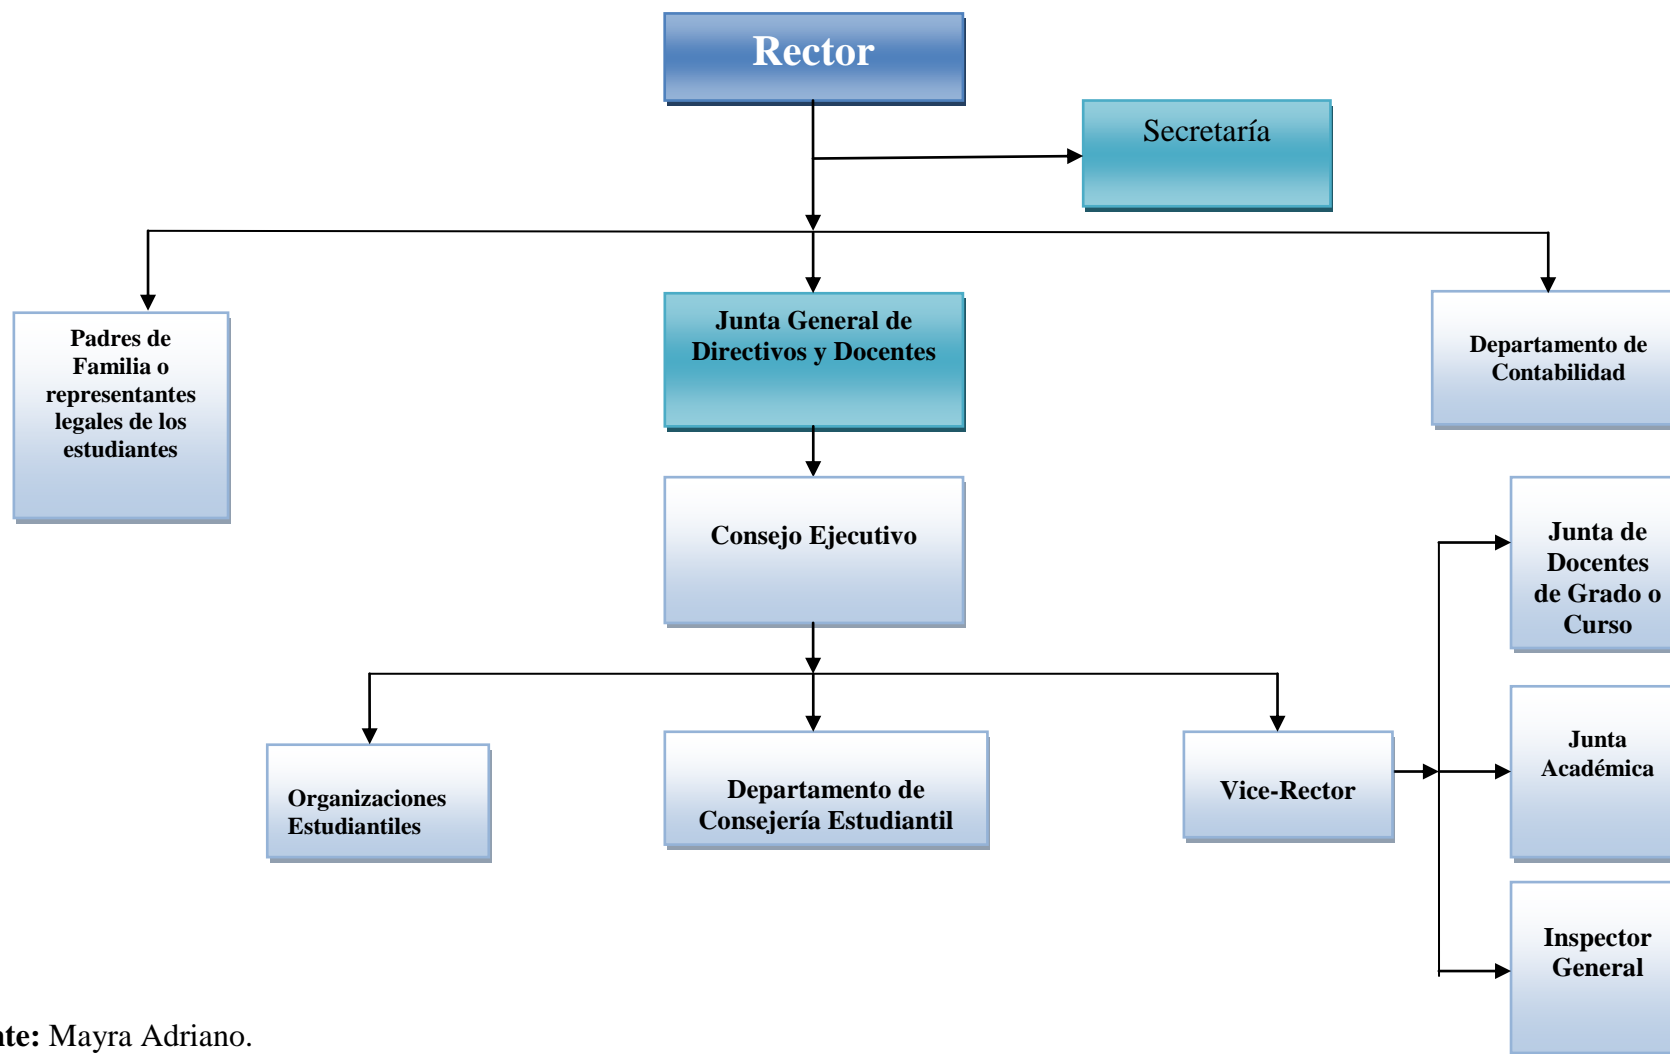 Rector
Secretaría
Padres de
Familia o
representantes
legales de los
estudiantes
Junta General de
Directivos y Docentes
Departamento de
Contabilidad
Consejo Ejecutivo
Junta de
Docentes
de Grado o
Curso
Organizaciones
Estudiantiles
Departamento de
Consejería Estudiantil
Vice-Rector
Junta
Académica
Inspector
General
nte: Mayra Adriano.